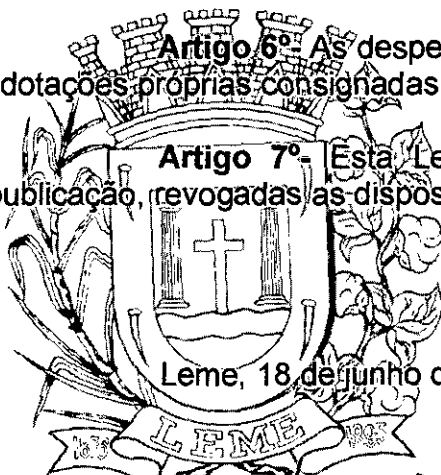 Artigo 6º- As despe
dotações próprias consignadas
Artigo 7º- Esta Le
publicação, revogadas as dispos
Leme, 18 de junho d
LEME